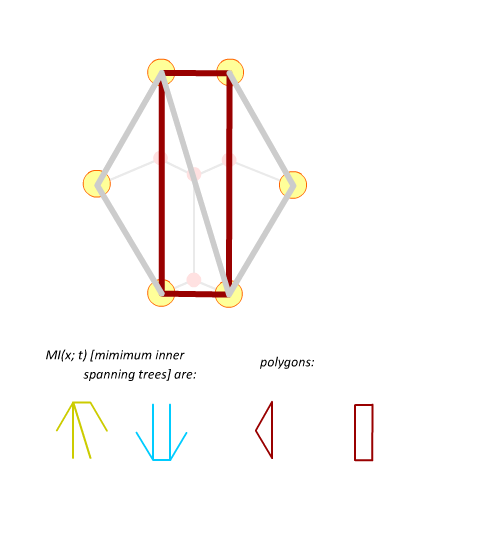 MI(x; t) [mimimum inner
spanning trees] are:
polygons: